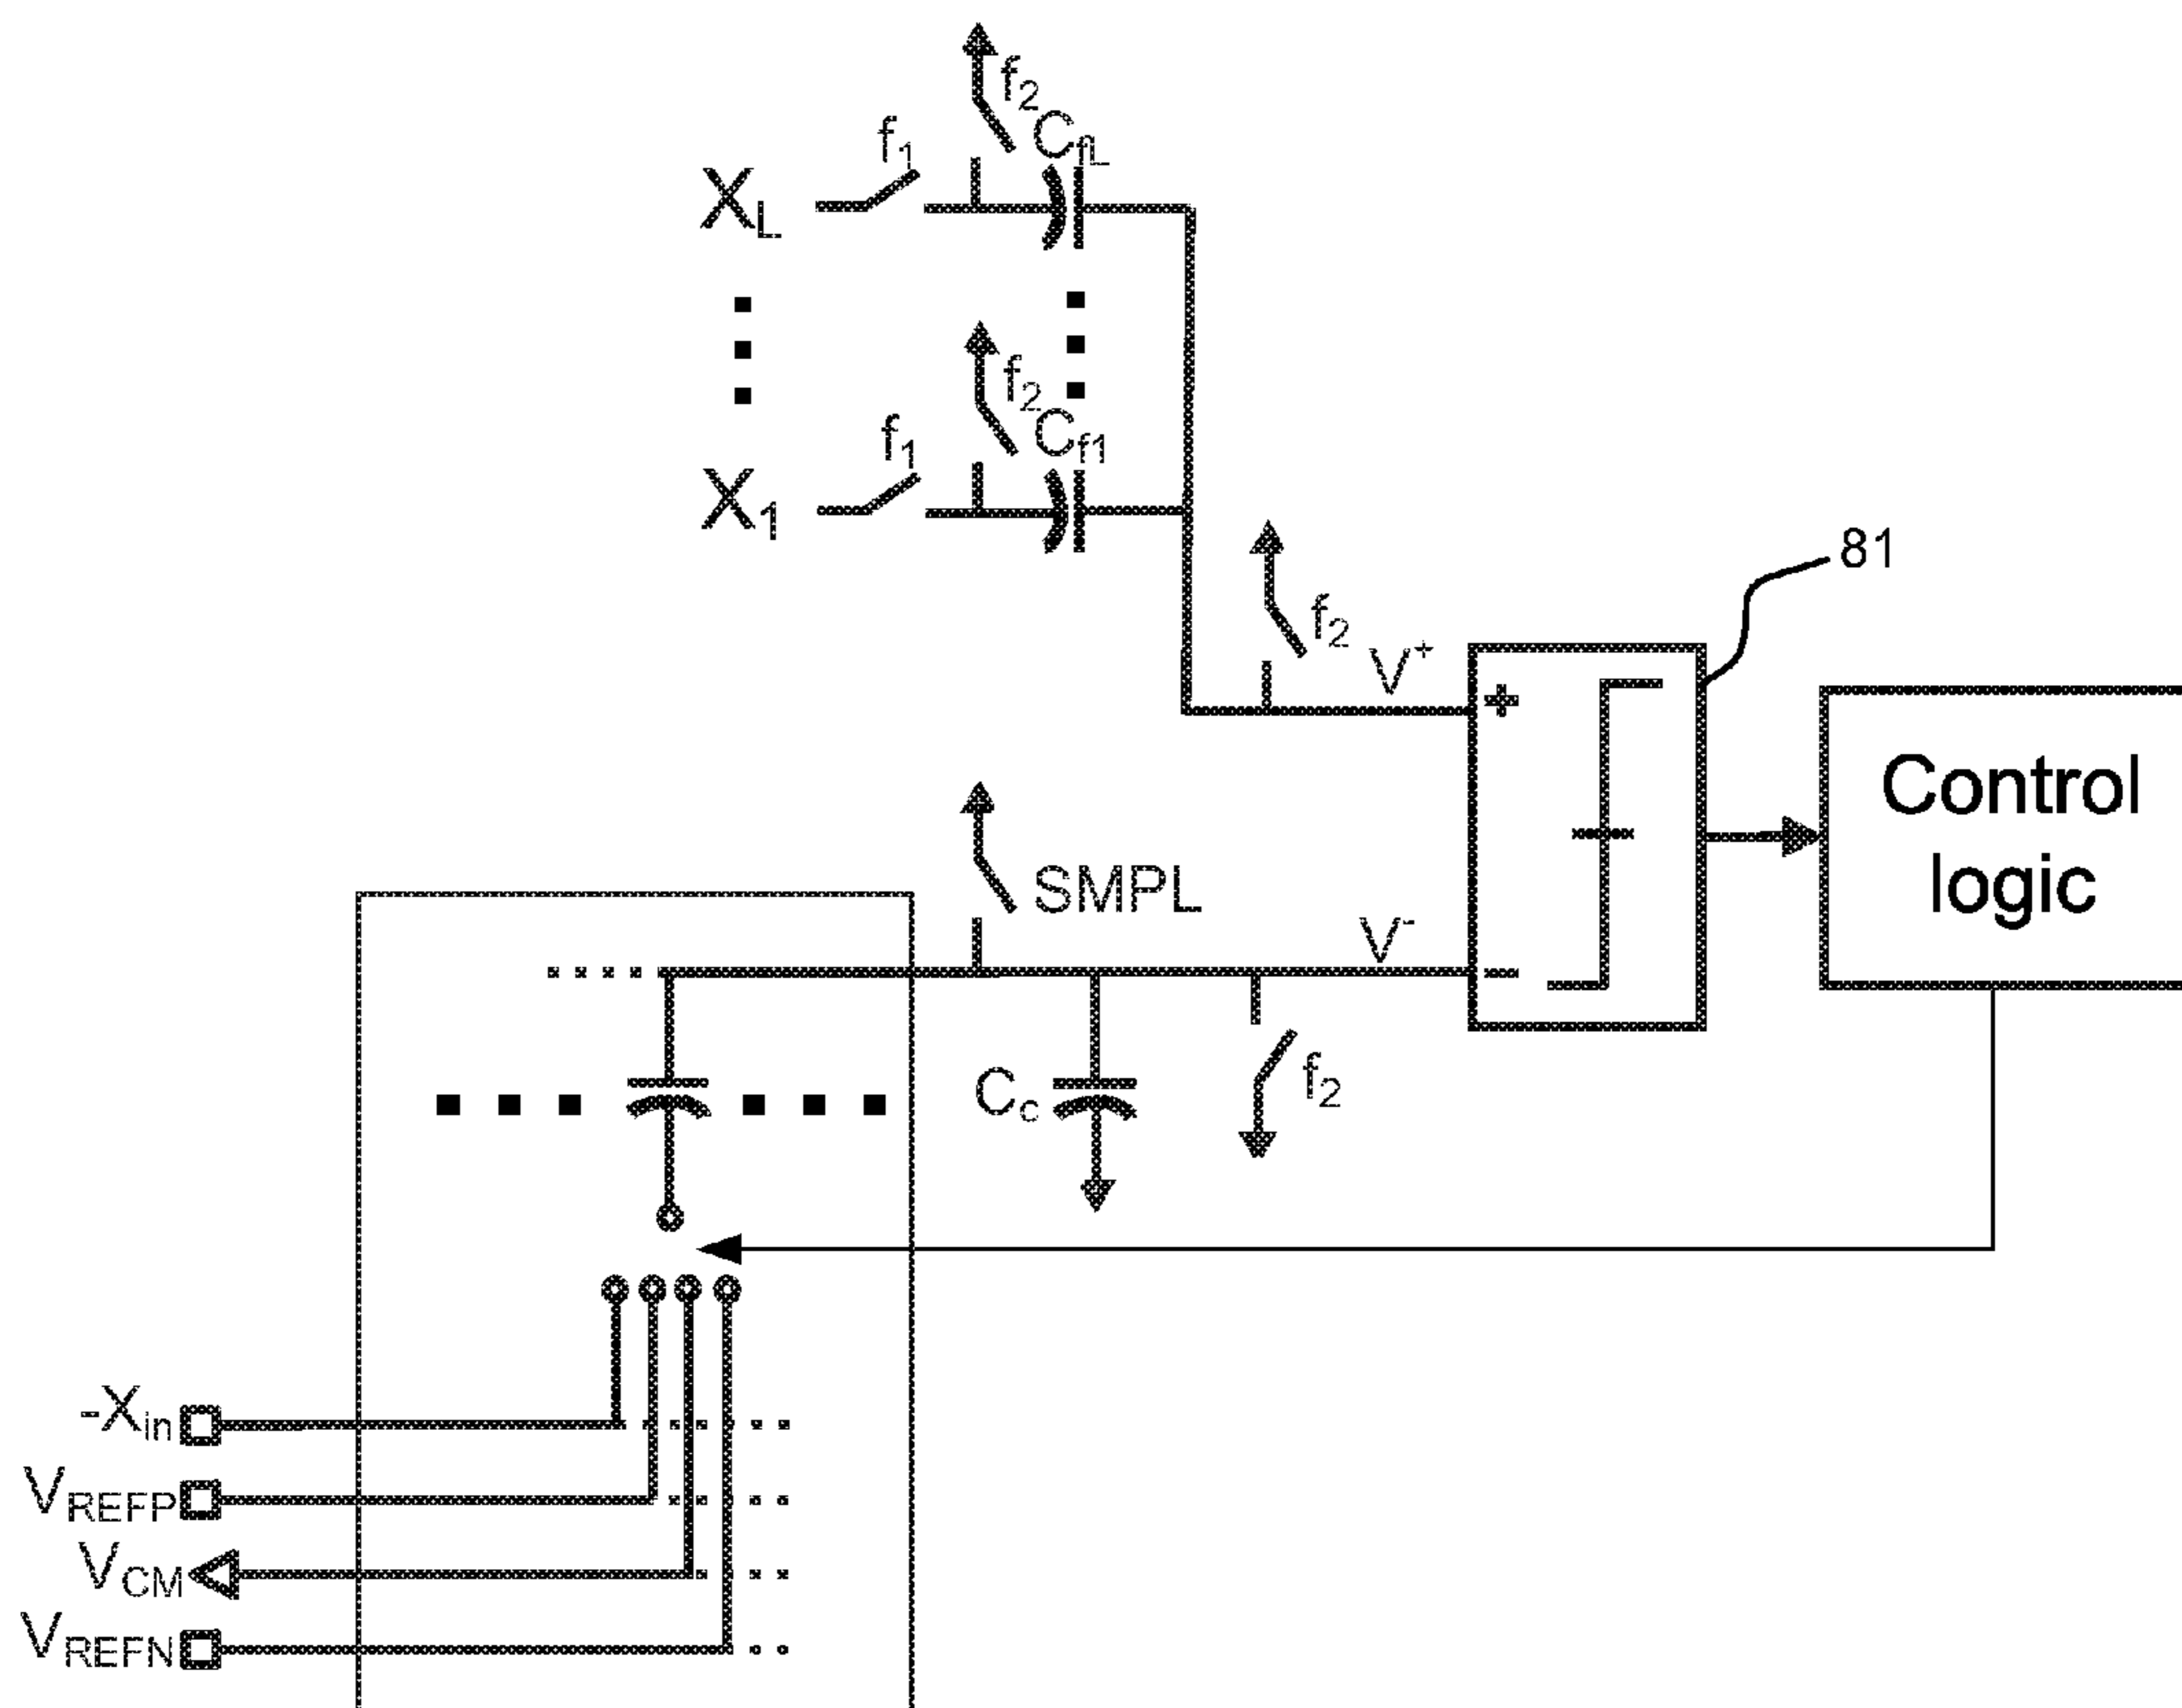 f2
f1
CfL
XL
f2
f1
Cf1
X1
81
f2
V+
+
Control
logic
SMPL
V-
-
Cc
f2
-Xin
VREFP
VCM
VREFN